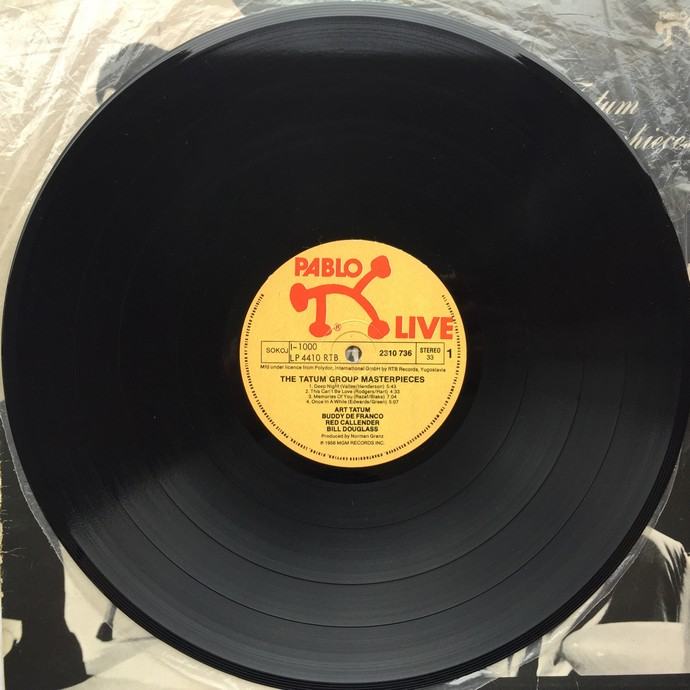 tum
PABLO
LIVE
®
SOKOJ
I-1000
LP 4410 RTB
2310 736
STEREO
33
1
Mfd under licence from Polydor, International GmbH by RTB Records, Yugoslavia
THE TATUM GROUP MASTERPIECES
1. Deep Night (Vallee/Henderson) 5:43
2. This Can't Be Love (Rodgers/Hart) 4:33
3. Memories Of You (Razaf/Blake) 7:04
4. Once In A While (Edwards/Green) 5:07
ART TATUM
BUDDY DE FRANCO
RED CALLENDER
BILL DOUGLASS
Produced by Norman Granz
℗ 1956 MGM RECORDS INC.